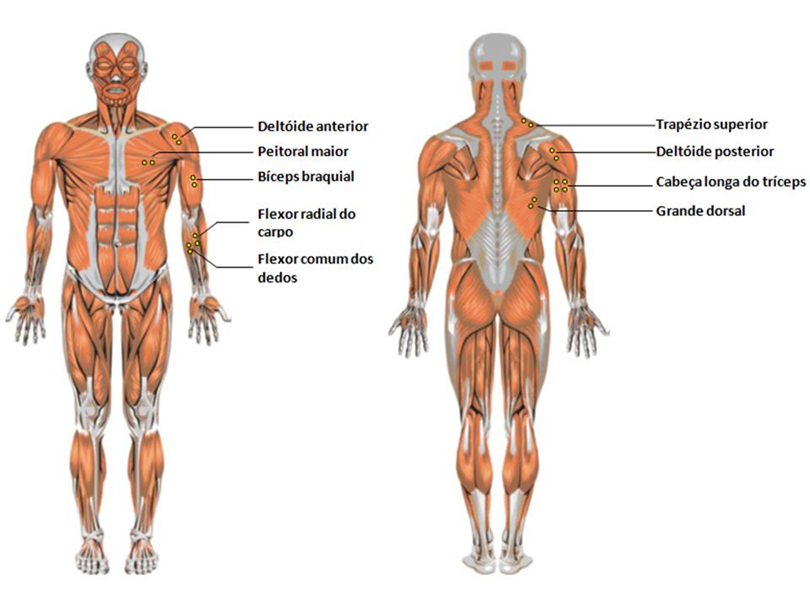 Deltóide anterior
Peitoral maior
Bíceps braquial
Flexor radial do
carpo
Flexor comum dos
dedos
Trapézio superior
Deltóide posterior
Cabeça longa do tríceps
Grande dorsal